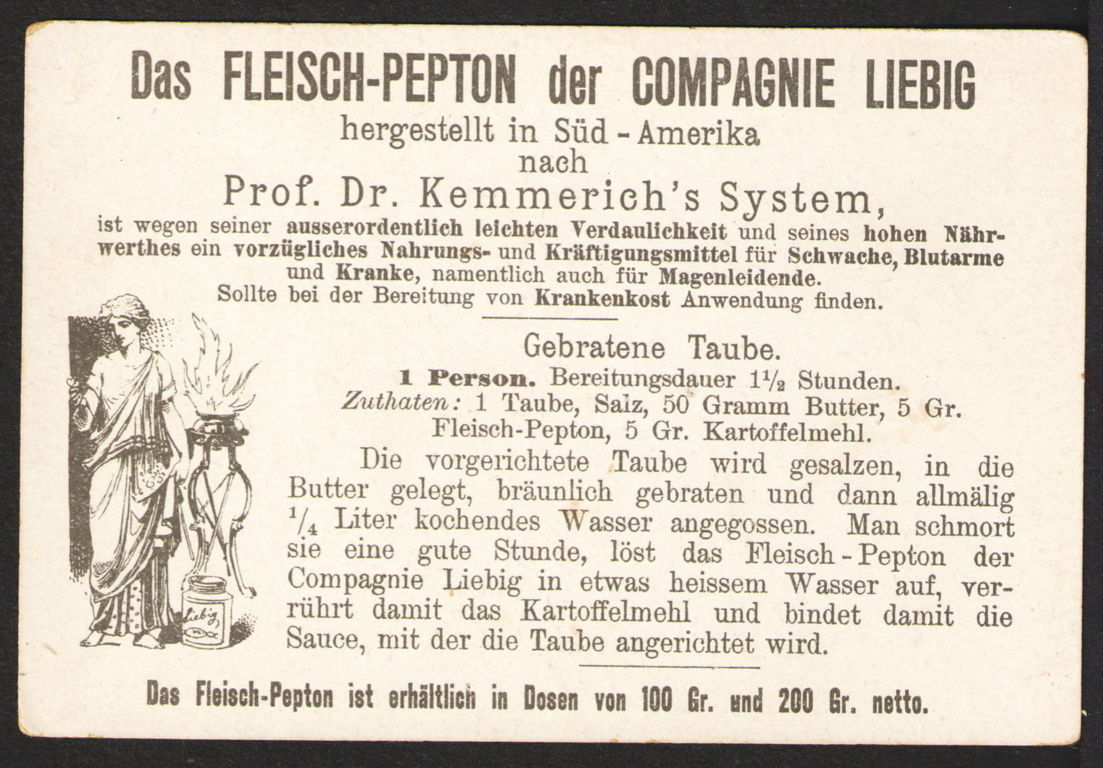 Das FLEISCH-PEPTON der COMPAGNIE LIEBIG
hergestellt in Süd - Amerika
nach
Prof. Dr. Kemmerich's System,
ist wegen seiner ausserordentlich leichten Verdaulichkeit und seines hohen Nähr-
werthes ein vorzügliches Nahrungs- und Kräftigungsmittel für Schwache, Blutarme
und Kranke, namentlich auch für Magenleidende.
Sollte bei der Bereitung von Krankenkost Anwendung finden.
Gebratene Taube.
1 Person. Bereitungsdauer 1½ Stunden.
Zuthaten: 1 Taube, Salz, 50 Gramm Butter, 5 Gr.
Fleisch-Pepton, 5 Gr. Kartoffelmehl.
Die vorgerichtete Taube wird gesalzen, in die
Butter gelegt, bräunlich gebraten und dann allmälig
¼ Liter kochendes Wasser angegossen. Man schmort
sie eine gute Stunde, löst das Fleisch - Pepton der
Compagnie Liebig in etwas heissem Wasser auf, ver-
rührt damit das Kartoffelmehl und bindet damit die
Sauce, mit der die Taube angerichtet wird.
Liebig
Das Fleisch-Pepton ist erhältlich in Dosen von 100 Gr. und 200 Gr. netto.